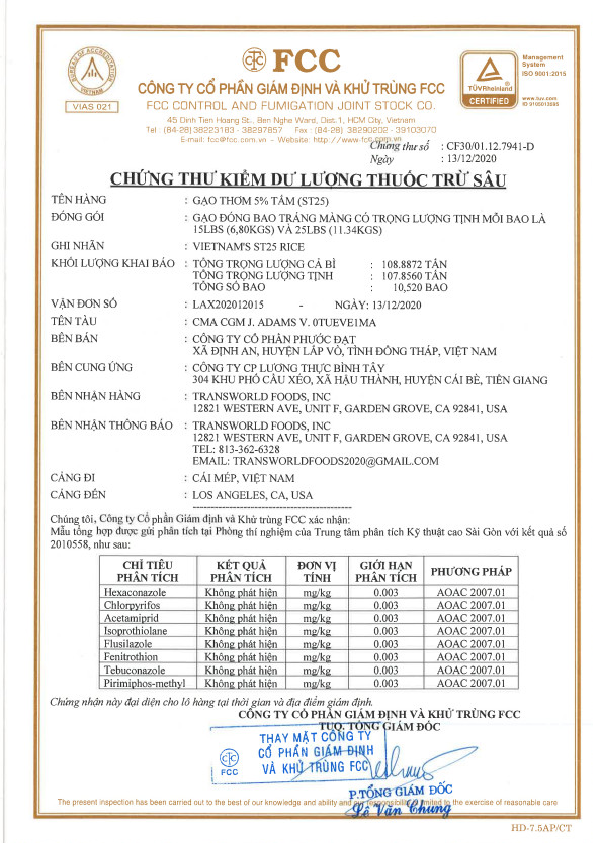 BUREAU OF ACCREDITATION
VIETNAM
VIAS 021
FCC
CÔNG TY CỔ PHẦN GIÁM ĐỊNH VÀ KHỬ TRÙNG FCC
FCC CONTROL AND FUMIGATION JOINT STOCK CO.
45 Dinh Tien Hoang St., Ben Nghe Ward, Dist.1, HCM City, Vietnam
Tel (84-28) 38223183 - 38297857 Fax : (84-28) 38290202 - 39103070
E-mail: fcc@fcc.com.vn - Website: http://www.fcc.com.vn
TÜVRheinland
CERTIFIED
Management
System
ISO 9001:2015
www.tuv.com
ID 9105013585
Chứng thư số : CF30/01.12.7941-D
Ngày : 13/12/2020
CHỨNG THƯ KIỂM DƯ LƯỢNG THUỐC TRỪ SÂU
TÊN HÀNG : GẠO THƠM 5% TẤM (ST25)
ĐÓNG GÓI : GẠO ĐÓNG BAO TRÁNG MÀNG CÓ TRỌNG LƯỢNG TỊNH MỖI BAO LÀ
15LBS (6,80KGS) VÀ 25LBS (11.34KGS)
GHI NHÃN : VIETNAM'S ST25 RICE
KHỐI LƯỢNG KHAI BÁO : TỔNG TRỌNG LƯỢNG CẢ BÌ : 108.8872 TẤN
TỔNG TRỌNG LƯỢNG TỊNH : 107.8560 TẤN
TỔNG SỐ BAO : 10,520 BAO
VẬN ĐƠN SỐ : LAX202012015 - NGÀY: 13/12/2020
TÊN TÀU : CMA CGM J. ADAMS V. 0TUEVE1MA
BÊN BÁN : CÔNG TY CỔ PHẦN PHƯỚC ĐẠT
XÃ ĐỊNH AN, HUYỆN LẤP VÒ, TỈNH ĐỒNG THÁP, VIỆT NAM
BÊN CUNG ỨNG : CÔNG TY CP LƯƠNG THỰC BÌNH TÂY
304 KHU PHỐ CẦU XÉO, XÃ HẬU THÀNH, HUYỆN CÁI BÈ, TIỀN GIANG
BÊN NHẬN HÀNG : TRANSWORLD FOODS, INC
12821 WESTERN AVE, UNIT F, GARDEN GROVE, CA 92841, USA
BÊN NHẬN THÔNG BÁO : TRANSWORLD FOODS, INC
12821 WESTERN AVE, UNIT F, GARDEN GROVE, CA 92841, USA
TEL: 813-362-6328
EMAIL: TRANSWORLDFOODS2020@GMAIL.COM
CẢNG ĐI : CÁI MÉP, VIỆT NAM
CẢNG ĐẾN : LOS ANGELES, CA, USA
Chúng tôi, Công ty Cổ phần Giám định và Khử trùng FCC xác nhận:
Mẫu tổng hợp được gửi phân tích tại Phòng thí nghiệm của Trung tâm phân tích Kỹ thuật cao Sài Gòn với kết quả số
2010558, như sau:
CHỈ TIÊU PHÂN TÍCH KẾT QUẢ PHÂN TÍCH ĐƠN VỊ TÍNH GIỚI HẠN PHÂN TÍCH PHƯƠNG PHÁP
Hexaconazole Không phát hiện mg/kg 0.003 AOAC 2007.01
Chlorpyrifos Không phát hiện mg/kg 0.003 AOAC 2007.01
Acetamiprid Không phát hiện mg/kg 0.003 AOAC 2007.01
Isoprothiolane Không phát hiện mg/kg 0.003 AOAC 2007.01
Flusilazole Không phát hiện mg/kg 0.003 AOAC 2007.01
Fenitrothion Không phát hiện mg/kg 0.003 AOAC 2007.01
Tebuconazole Không phát hiện mg/kg 0.003 AOAC 2007.01
Pirimiphos-methyl Không phát hiện mg/kg 0.003 AOAC 2007.01
Chứng nhận này đại diện cho lô hàng tại thời gian và địa điểm giám định.
CÔNG TY CỔ PHẦN GIÁM ĐỊNH VÀ KHỬ TRÙNG FCC
TUQ. TỔNG GIÁM ĐỐC
THAY MẶT CÔNG TY
CỔ PHẦN GIÁM ĐỊNH
VÀ KHỬ TRÙNG FCC
FCC
P.TỔNG GIÁM ĐỐC
Lê Văn Chung
The present inspection has been carried out to the best of our knowledge and ability and our responsibility is limited to the exercise of reasonable care.
HD-7.5AP/CT